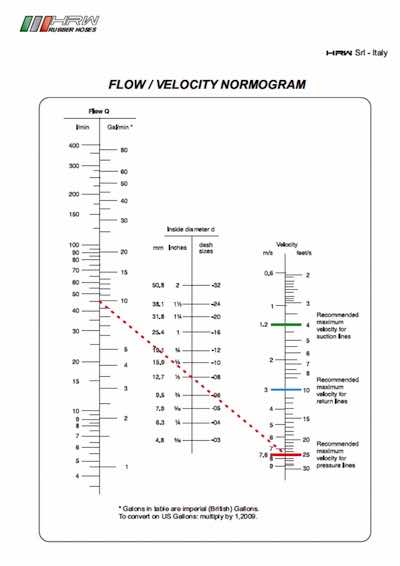 HRW
RUBBER HOSES
HRW Srl - Italy
FLOW / VELOCITY NORMOGRAM
Flow Q
l/min Gal/min *
400
80
300
60
50
200
40
150
30
100
90 20
80
70 15
60
50
10
40
30
5
20
4
15
3
10
9 2
8
7
6
5 1
4
Inside diameter d
mm inches dash
sizes
50,8 2 -32
38,1 1½ -24
31,8 1¼ -20
25,4 1 -16
19,1 ¾ -12
15,9 ⅝ -10
12,7 ½ -08
9,5 ⅜ -06
7,9 5/16 -05
6,3 ¼ -04
4,8 3/16 -03
Velocity
m/s feet/s
0,6 2
1 3
1,2 4
5
2 6
7
8
3 10
4 15
5
6 20
7
7,6 25
8
9 30
Recommended
maximum
velocity for
suction lines
Recommended
maximum
velocity for
return lines
Recommended
maximum
velocity for
pressure lines
* Galons in table are imperial (British) Gallons.
To convert on US Gallons: multiply by 1,2009.